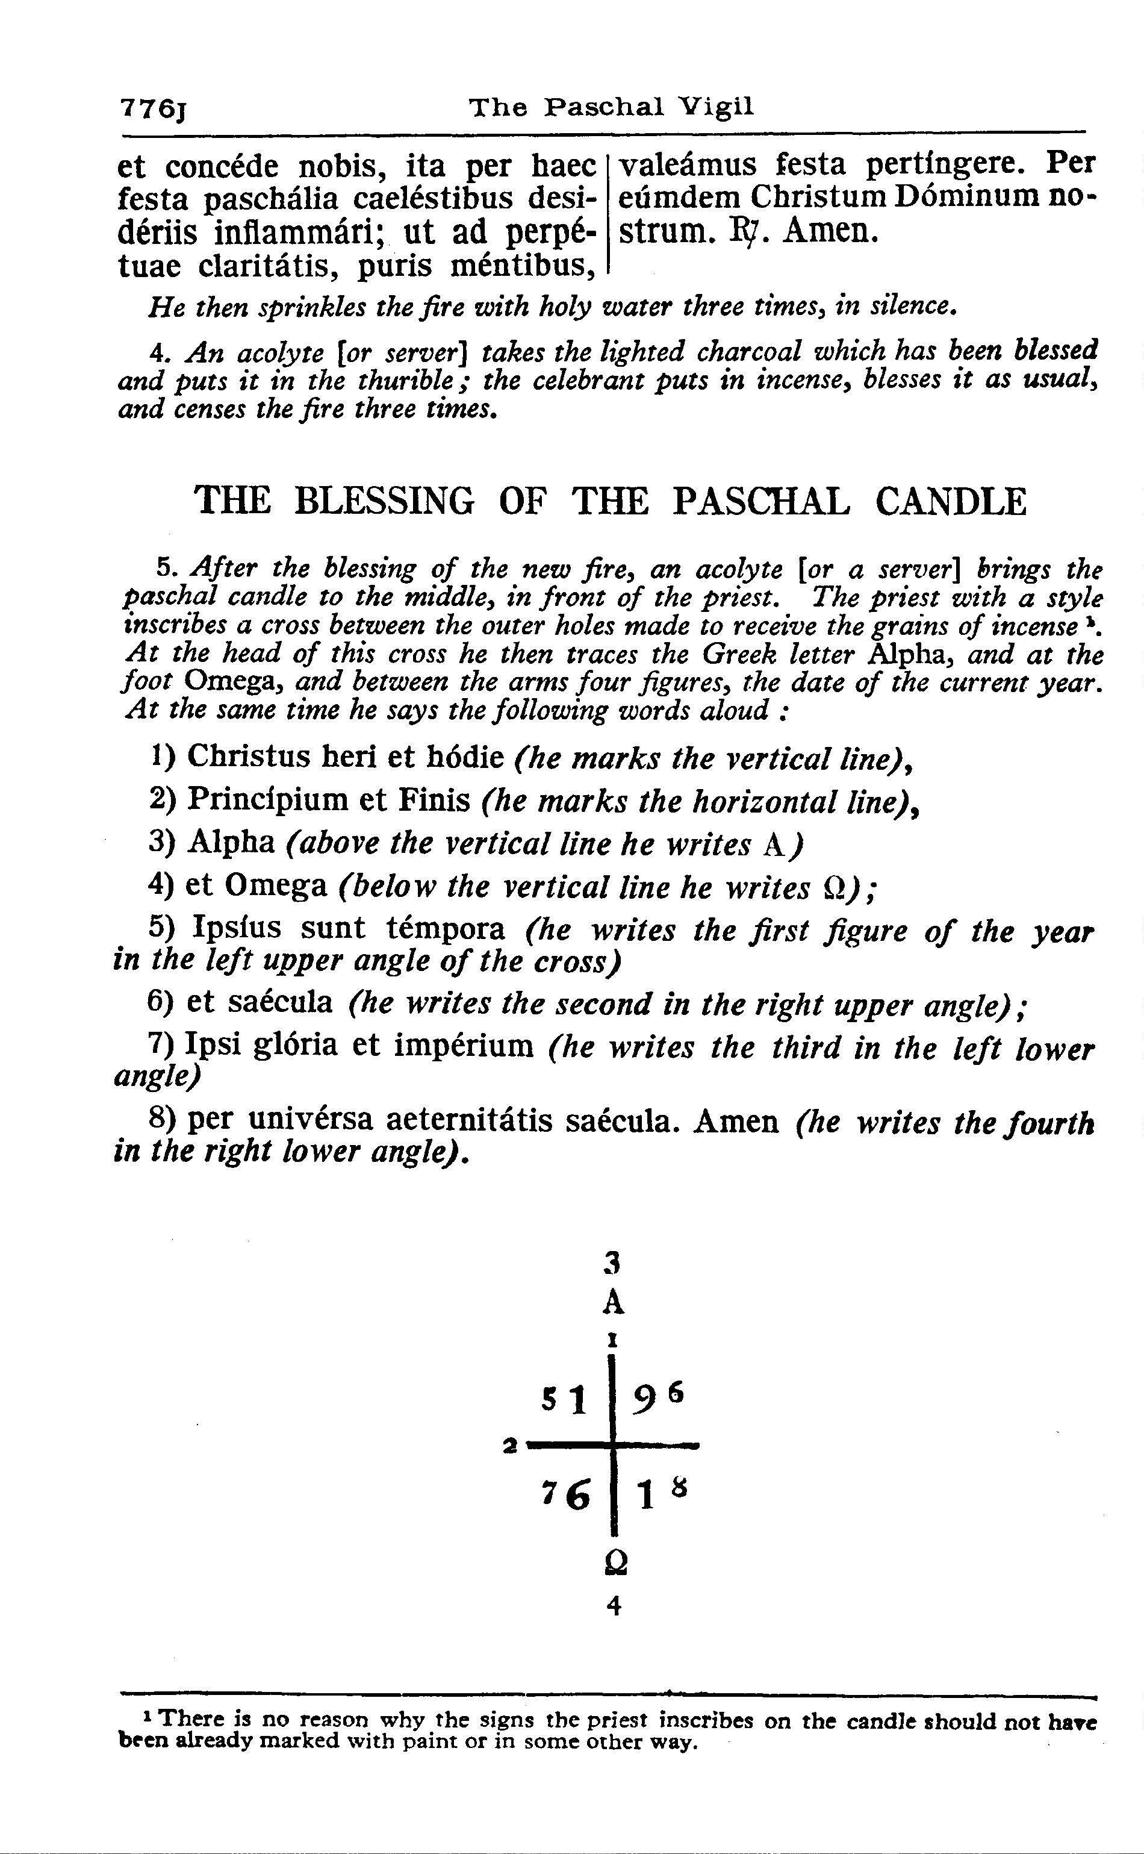 776J The Paschal Vigil
et concéde nobis, ita per haec
festa paschália caeléstibus desi-
dériis inflammári; ut ad perpé-
tuae claritátis, puris méntibus,
valeámus festa pertíngere. Per
eúmdem Christum Dóminum no-
strum. ℟. Amen.
He then sprinkles the fire with holy water three times, in silence.
4. An acolyte [or server] takes the lighted charcoal which has been blessed
and puts it in the thurible; the celebrant puts in incense, blesses it as usual,
and censes the fire three times.
THE BLESSING OF THE PASCHAL CANDLE
5. After the blessing of the new fire, an acolyte [or a server] brings the
paschal candle to the middle, in front of the priest. The priest with a style
inscribes a cross between the outer holes made to receive the grains of incense ¹.
At the head of this cross he then traces the Greek letter Alpha, and at the
foot Omega, and between the arms four figures, the date of the current year.
At the same time he says the following words aloud :
1) Christus heri et hódie (he marks the vertical line),
2) Princípium et Finis (he marks the horizontal line),
3) Alpha (above the vertical line he writes A)
4) et Omega (below the vertical line he writes Ω);
5) Ipsíus sunt témpora (he writes the first figure of the year
in the left upper angle of the cross)
6) et saécula (he writes the second in the right upper angle);
7) Ipsi glória et impérium (he writes the third in the left lower
angle)
8) per univérsa aeternitátis saécula. Amen (he writes the fourth
in the right lower angle).
3
A
1
5 1 9 6
2
7 6 1 8
Ω
4
¹ There is no reason why the signs the priest inscribes on the candle should not have
been already marked with paint or in some other way.